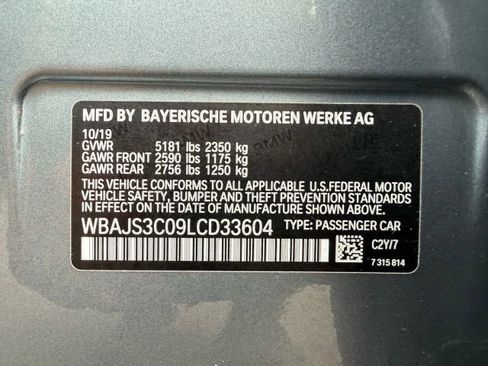 MFD BY BAYERISCHE MOTOREN WERKE AG
10/19
GVWR 5181 lbs 2350 kg
GAWR FRONT 2590 lbs 1175 kg
GAWR REAR 2756 lbs 1250 kg
THIS VEHICLE CONFORMS TO ALL APPLICABLE U.S.FEDERAL MOTOR
VEHICLE SAFETY, BUMPER AND THEFT PREVENTION STANDARDS IN
EFFECT ON THE DATE OF MANUFACTURE SHOWN ABOVE.
WBAJS3C09LCD33604 TYPE: PASSENGER CAR
C2Y/7
7 315 814